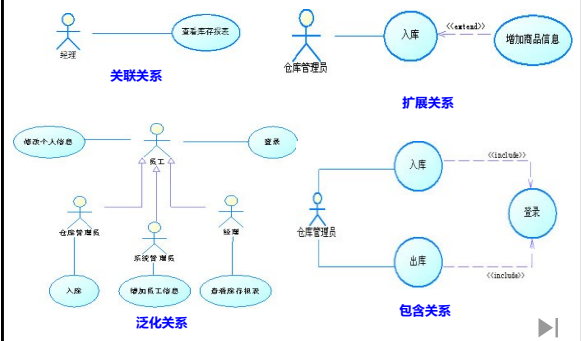 查看库存报表
经理
关联关系
仓库管理员
入库
<<extend>>
增加商品信息
扩展关系
修改个人信息
员工
登录
仓库管理员
系统管理员
经理
入库
增加员工信息
查看库存报表
泛化关系
入库
<<include>>
仓库管理员
登录
出库
<<include>>
包含关系